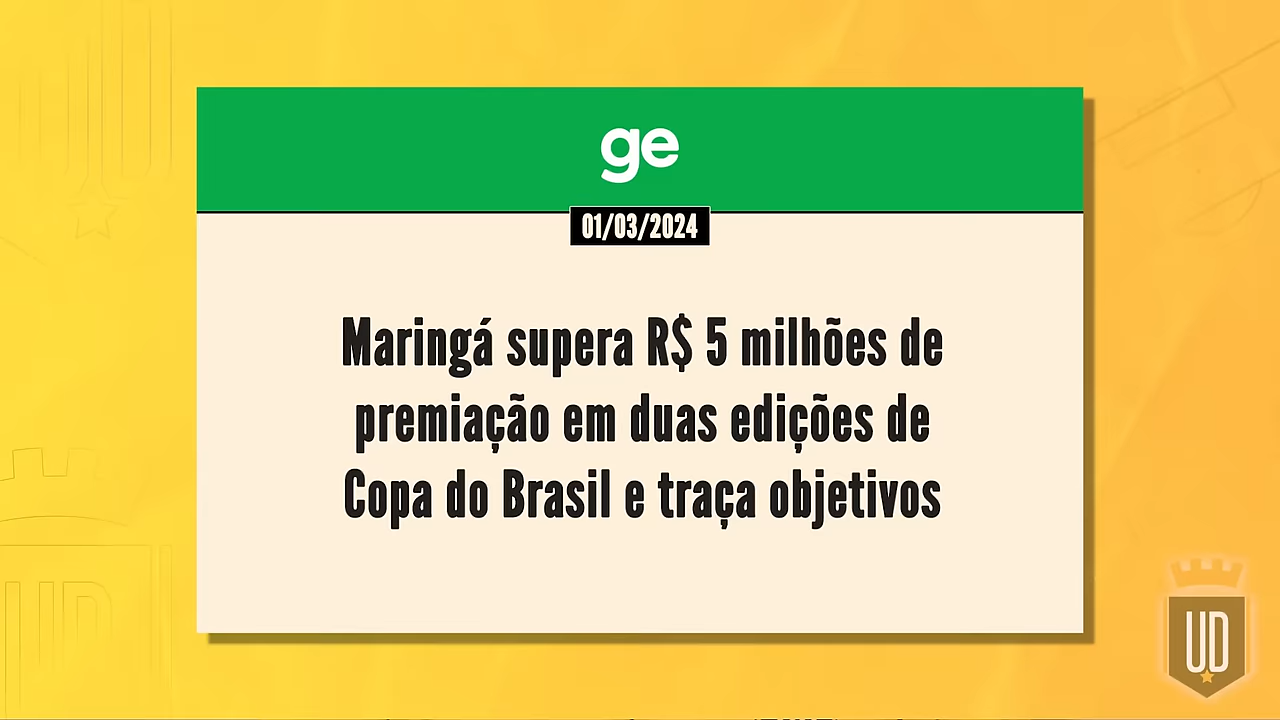 ge
01/03/2024
Maringá supera R$ 5 milhões de
premiação em duas edições de
Copa do Brasil e traça objetivos
UD
UD